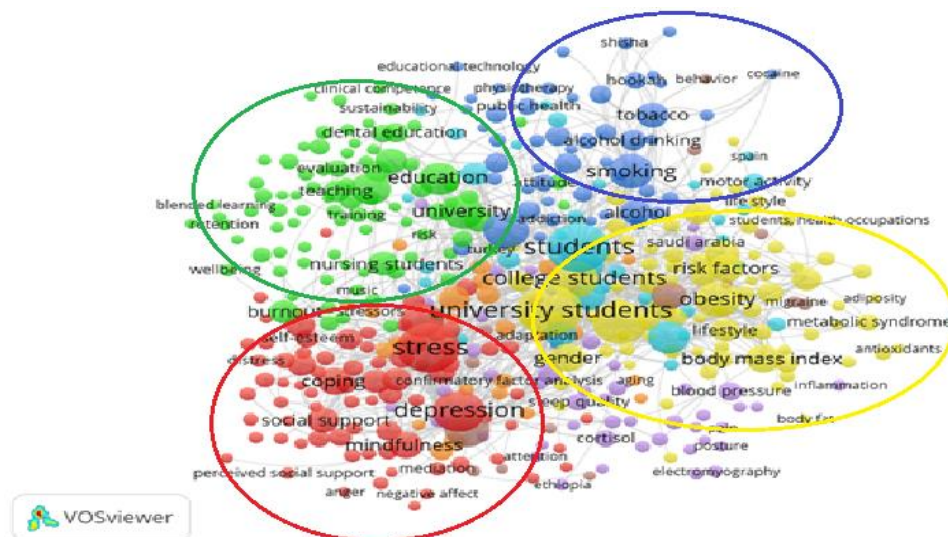 shisha
educational technology
hookah
behavior
cocaine
clinical competence
physiotherapy
sustainability
public health
tobacco
dental education
alcohol drinking
evaluation
education
smoking
spain
teaching
attitude
motor activity
blended learning
training
university
addiction
alcohol
life style
retention
risk
students, health occupations
turkey
students
saudi arabia
wellbeing
nursing students
college students
risk factors
music
obesity
migraine
adiposity
burnout
stressors
university students
metabolic syndrome
self-esteem
adaptation
lifestyle
distress
stress
gender
body mass index
antioxidants
coping
confirmatory factor analysis
aging
blood pressure
inflammation
social support
depression
sleep quality
body fat
mindfulness
cortisol
pain
posture
perceived social support
mediation
attention
electromyography
anger
negative affect
ethiopia
VOSviewer